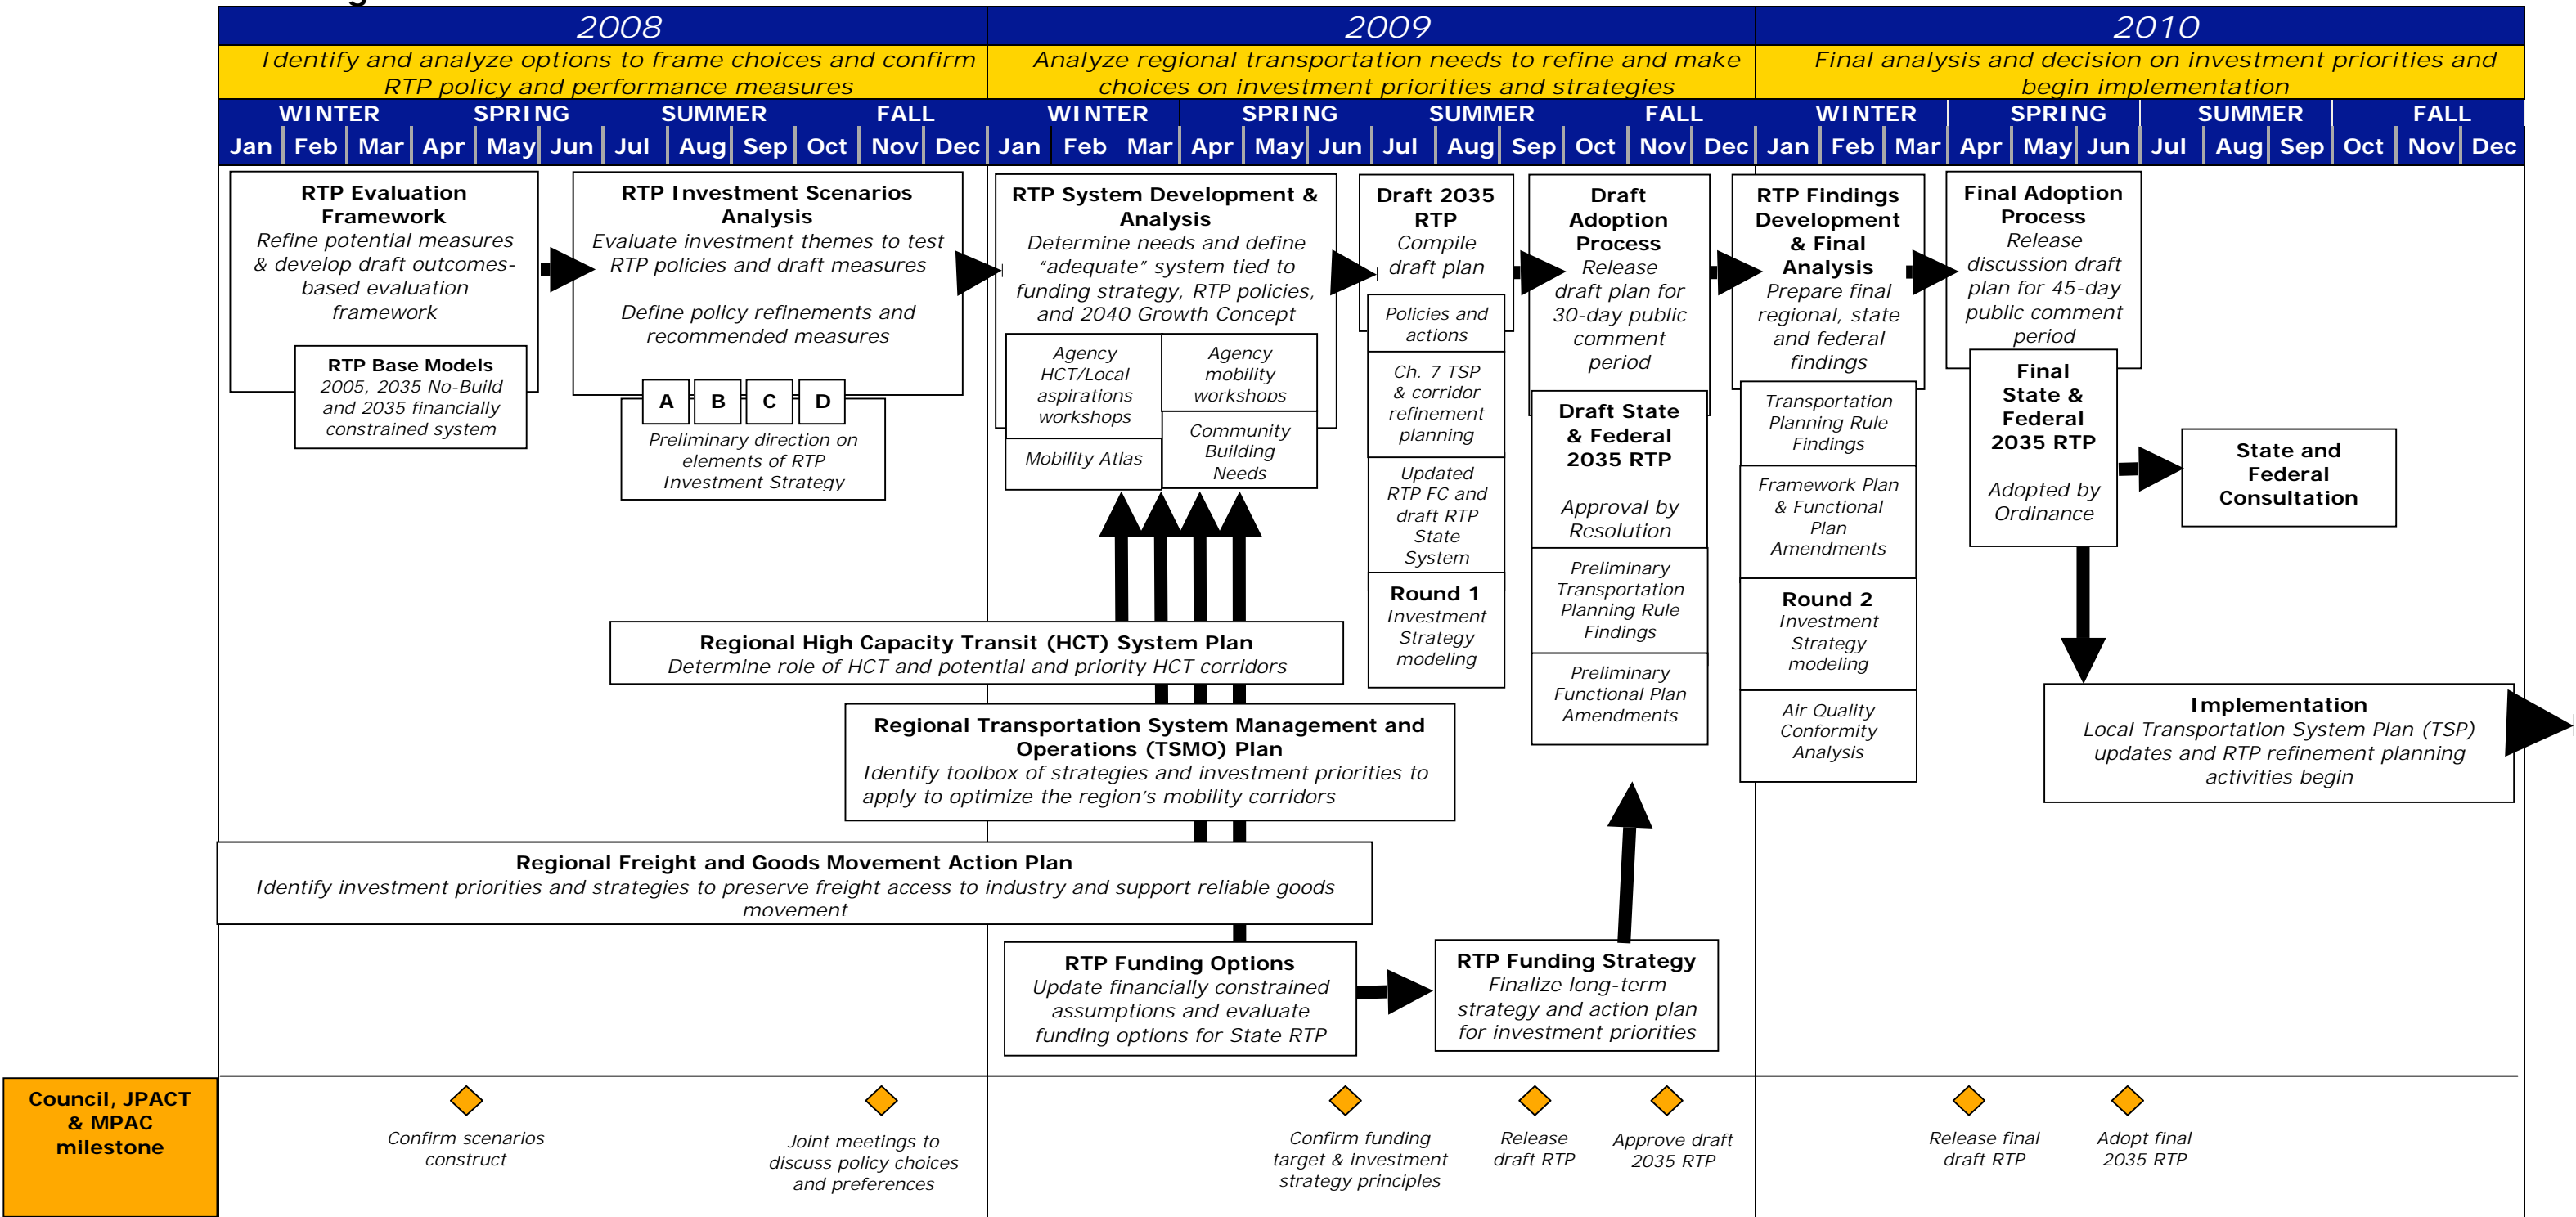 2008
2009
2010
Identify and analyze options to frame choices and confirm
RTP policy and performance measures
Analyze regional transportation needs to refine and make
choices on investment priorities and strategies
Final analysis and decision on investment priorities and
begin implementation
WINTER SPRING SUMMER FALL WINTER SPRING SUMMER FALL WINTER SPRING SUMMER FALL
Jan Feb Mar Apr May Jun Jul Aug Sep Oct Nov Dec Jan Feb Mar Apr May Jun Jul Aug Sep Oct Nov Dec Jan Feb Mar Apr May Jun Jul Aug Sep Oct Nov Dec
RTP Evaluation
Framework
Refine potential measures
& develop draft outcomes-
based evaluation
framework
RTP Base Models
2005, 2035 No-Build
and 2035 financially
constrained system
RTP Investment Scenarios
Analysis
Evaluate investment themes to test
RTP policies and draft measures
Define policy refinements and
recommended measures
A B C D
Preliminary direction on
elements of RTP
Investment Strategy
RTP System Development &
Analysis
Determine needs and define
“adequate” system tied to
funding strategy, RTP policies,
and 2040 Growth Concept
Agency
HCT/Local
aspirations
workshops
Agency
mobility
workshops
Mobility Atlas
Community
Building
Needs
Draft 2035
RTP
Compile
draft plan
Policies and
actions
Ch. 7 TSP
& corridor
refinement
planning
Updated
RTP FC and
draft RTP
State
System
Round 1
Investment
Strategy
modeling
Draft
Adoption
Process
Release
draft plan for
30-day public
comment
period
Draft State
& Federal
2035 RTP
Approval by
Resolution
Preliminary
Transportation
Planning Rule
Findings
Preliminary
Functional Plan
Amendments
RTP Findings
Development
& Final
Analysis
Prepare final
regional, state
and federal
findings
Transportation
Planning Rule
Findings
Framework Plan
& Functional
Plan
Amendments
Round 2
Investment
Strategy
modeling
Air Quality
Conformity
Analysis
Final Adoption
Process
Release
discussion draft
plan for 45-day
public comment
period
Final
State &
Federal
2035 RTP
Adopted by
Ordinance
State and
Federal
Consultation
Regional High Capacity Transit (HCT) System Plan
Determine role of HCT and potential and priority HCT corridors
Regional Transportation System Management and
Operations (TSMO) Plan
Identify toolbox of strategies and investment priorities to
apply to optimize the region’s mobility corridors
Implementation
Local Transportation System Plan (TSP)
updates and RTP refinement planning
activities begin
Regional Freight and Goods Movement Action Plan
Identify investment priorities and strategies to preserve freight access to industry and support reliable goods
movement
RTP Funding Options
Update financially constrained
assumptions and evaluate
funding options for State RTP
RTP Funding Strategy
Finalize long-term
strategy and action plan
for investment priorities
Council, JPACT
& MPAC
milestone
Confirm scenarios
construct
Joint meetings to
discuss policy choices
and preferences
Confirm funding
target & investment
strategy principles
Release
draft RTP
Approve draft
2035 RTP
Release final
draft RTP
Adopt final
2035 RTP